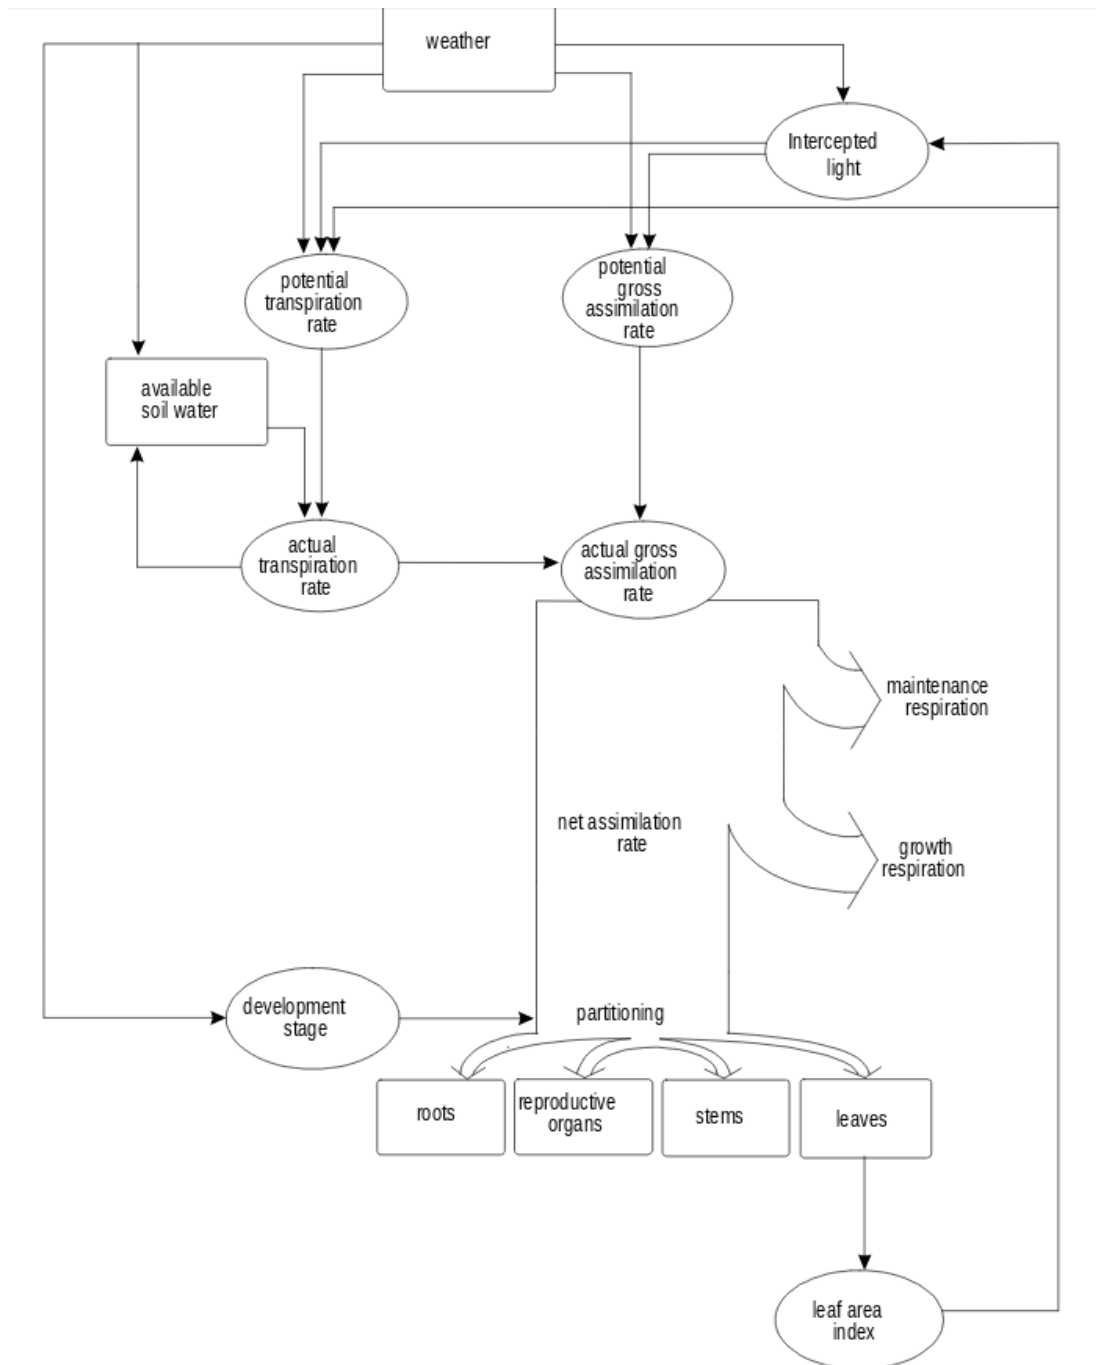 weather
Intercepted
light
potential
transpiration
rate
potential
gross
assimilation
rate
available
soil water
actual
transpiration
rate
actual gross
assimilation
rate
maintenance
respiration
net assimilation
rate
growth
respiration
development
stage
partitioning
roots
reproductive
organs
stems
leaves
leaf area
index